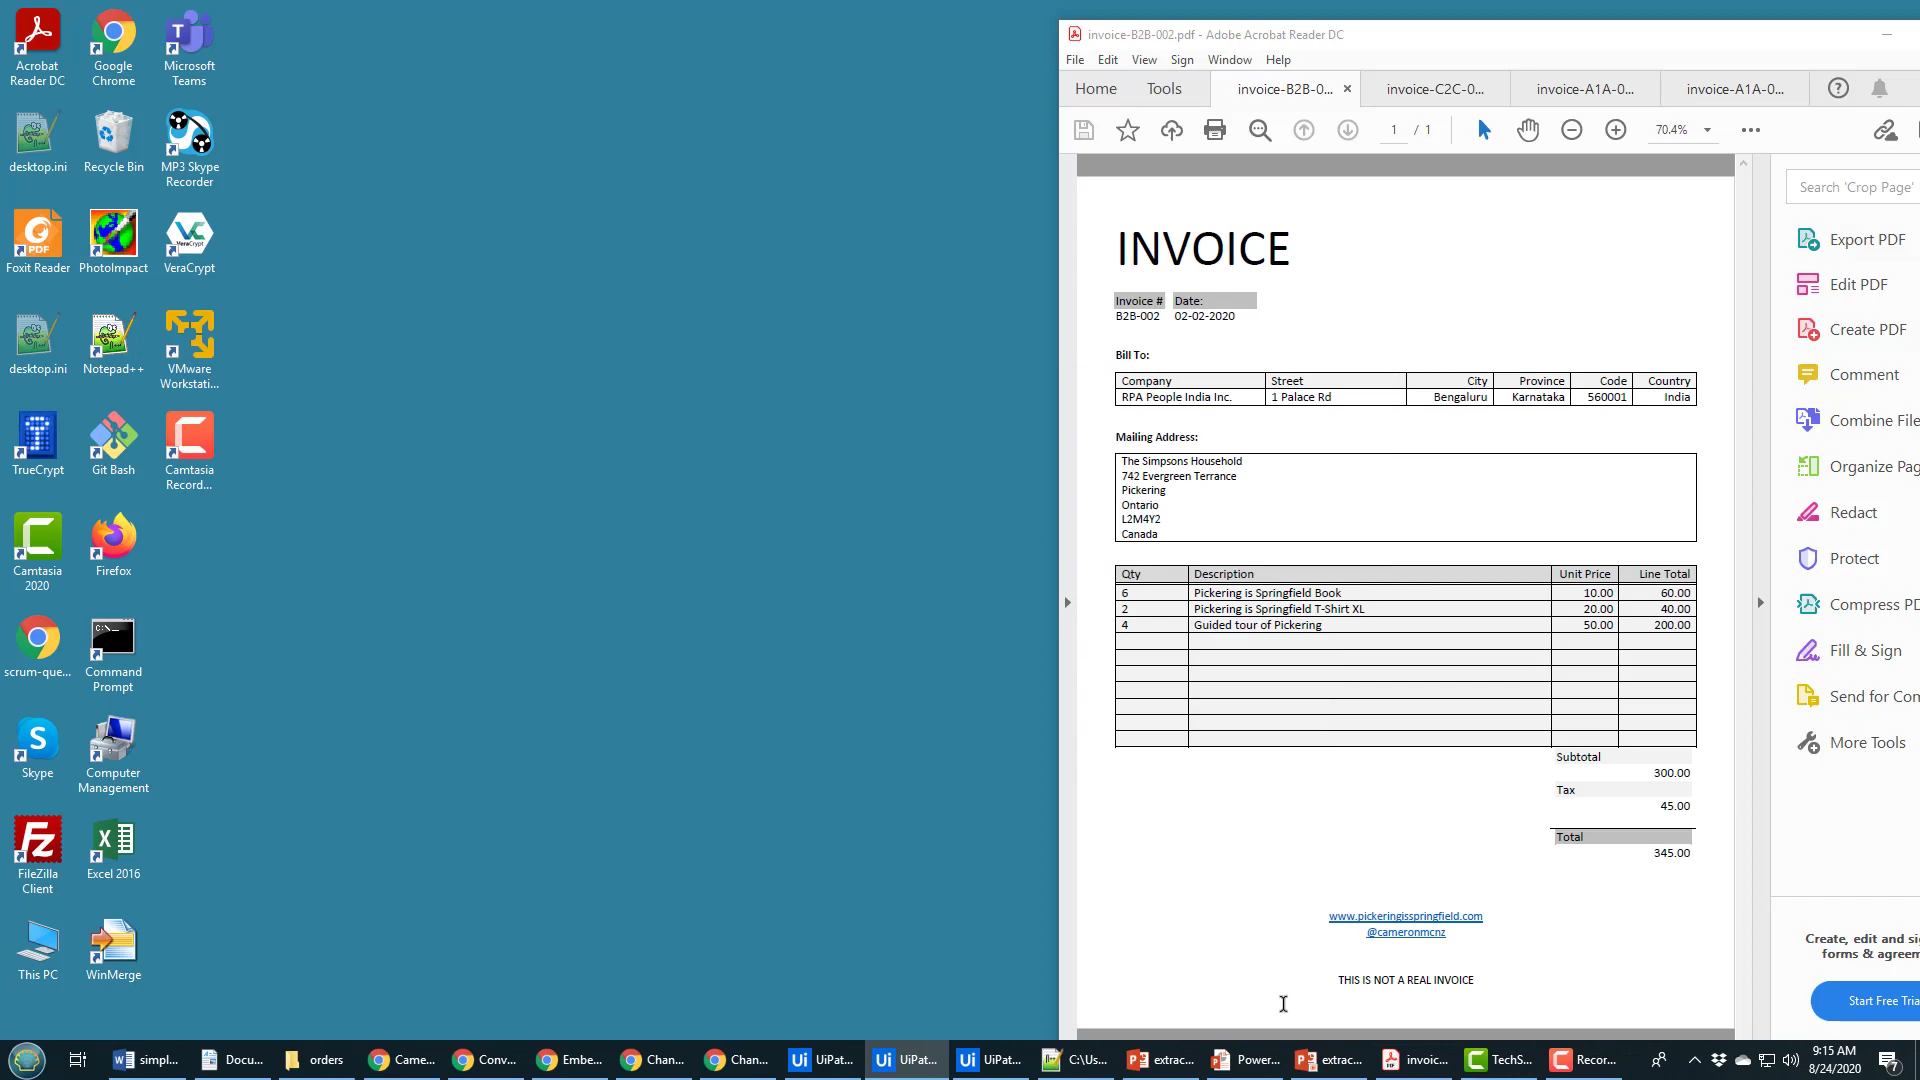 Acrobat Reader DC
Google Chrome
Microsoft Teams
desktop.ini
Recycle Bin
MP3 Skype Recorder
Foxit Reader
PhotoImpact
VeraCrypt
desktop.ini
Notepad++
VMware Workstati...
TrueCrypt
Git Bash
Camtasia Record...
Camtasia 2020
Firefox
scrum-que...
Command Prompt
Skype
Computer Management
FileZilla Client
Excel 2016
This PC
WinMerge
invoice-B2B-002.pdf - Adobe Acrobat Reader DC
File Edit View Sign Window Help
Home Tools invoice-B2B-0... × invoice-C2C-0... invoice-A1A-0... invoice-A1A-0...
1 / 1 70.4%
INVOICE
Invoice # Date:
B2B-002 02-02-2020
Bill To:
Company Street City Province Code Country
RPA People India Inc. 1 Palace Rd Bengaluru Karnataka 560001 India
Mailing Address:
The Simpsons Household
742 Evergreen Terrance
Pickering
Ontario
L2M4Y2
Canada
Qty Description Unit Price Line Total
6 Pickering is Springfield Book 10.00 60.00
2 Pickering is Springfield T-Shirt XL 20.00 40.00
4 Guided tour of Pickering 50.00 200.00
Subtotal
300.00
Tax
45.00
Total
345.00
www.pickeringisspringfield.com
@cameronmcnz
THIS IS NOT A REAL INVOICE
Search 'Crop Page'
Export PDF
Edit PDF
Create PDF
Comment
Combine File
Organize Pag
Redact
Protect
Compress PD
Fill & Sign
Send for Com
More Tools
Create, edit and si
forms & agreem
Start Free Tria
simpl... Docu... orders Came... Conv... Embe... Chan... Chan... UiPat... UiPat... UiPat... C:\Us... extrac... Power... extrac... invoic... TechS... Recor... 9:15 AM
8/24/2020 7